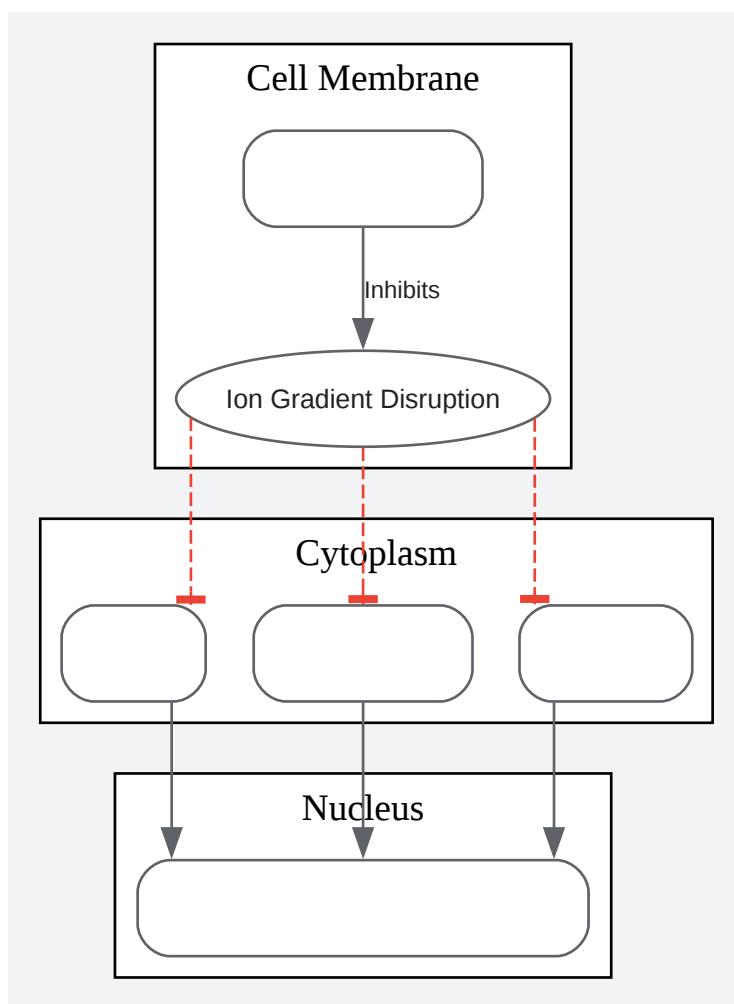 Cell Membrane
Inhibits
Ion Gradient Disruption
Cytoplasm
Nucleus